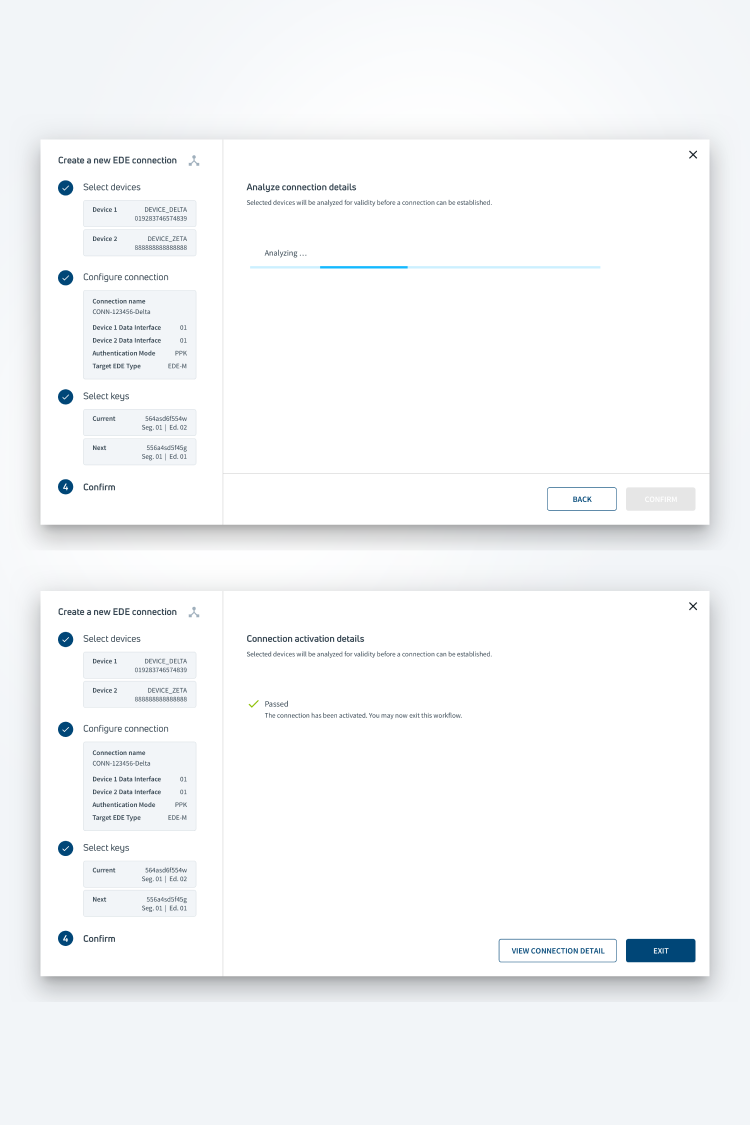 Create a new EDE connection
Select devices
Device 1 DEVICE_DELTA
019283746574839
Device 2 DEVICE_ZETA
888888888888888
Configure connection
Connection name
CONN-123456-Delta
Device 1 Data Interface 01
Device 2 Data Interface 01
Authentication Mode PPK
Target EDE Type EDE-M
Select keys
Current 564asd6f554w
Seg. 01 | Ed. 02
Next 556a4sd5f45g
Seg. 01 | Ed. 01
4 Confirm
Analyze connection details
Selected devices will be analyzed for validity before a connection can be established.
Analyzing ...
BACK CONFIRM
Create a new EDE connection
Select devices
Device 1 DEVICE_DELTA
019283746574839
Device 2 DEVICE_ZETA
888888888888888
Configure connection
Connection name
CONN-123456-Delta
Device 1 Data Interface 01
Device 2 Data Interface 01
Authentication Mode PPK
Target EDE Type EDE-M
Select keys
Current 564asd6f554w
Seg. 01 | Ed. 02
Next 556a4sd5f45g
Seg. 01 | Ed. 01
4 Confirm
Connection activation details
Selected devices will be analyzed for validity before a connection can be established.
Passed
The connection has been activated. You may now exit this workflow.
VIEW CONNECTION DETAIL EXIT